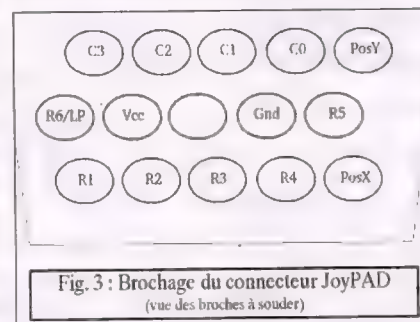 C3 C2 C1 C0 PosY
R6/LP Vcc Gnd R5
R1 R2 R3 R4 PosX
Fig. 3 : Brochage du connecteur JoyPAD
(vue des broches à souder)